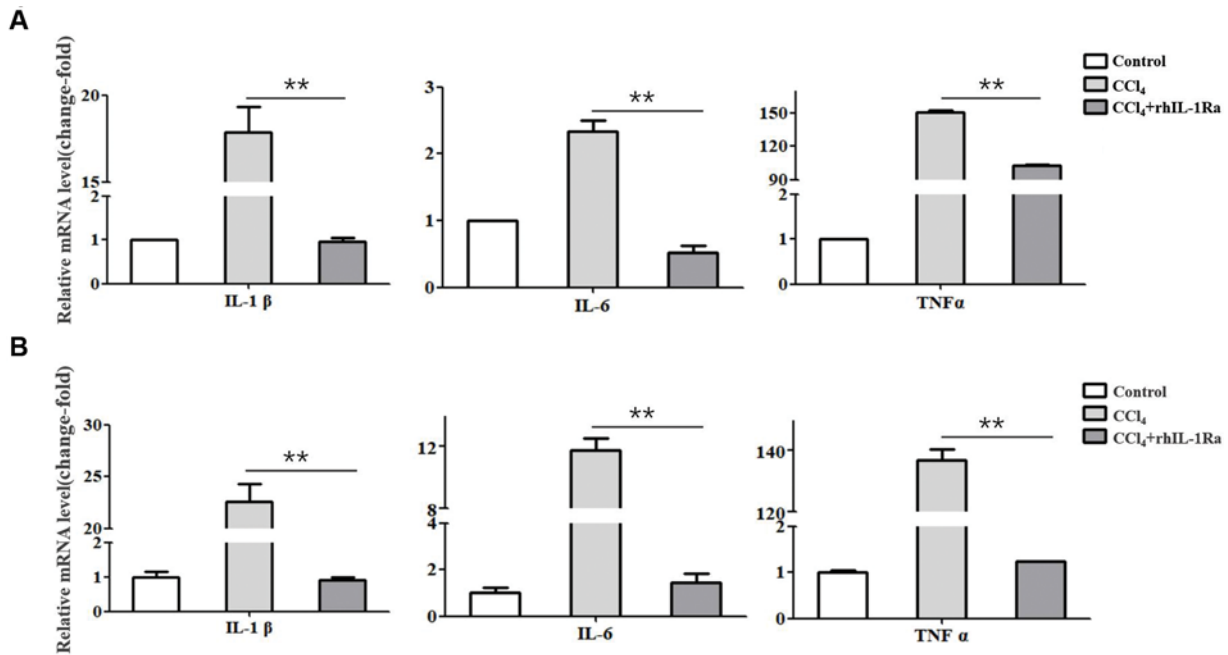 A
Relative mRNA level(change-fold)
20
15
2
1
0
**
IL-1 β
3
2
1
0
**
IL-6
150
120
90
2
1
0
**
TNFα
Control
CCl₄
CCl₄+rhIL-1Ra
B
Relative mRNA level(change-fold)
30
25
20
2
1
0
**
IL-1 β
12
8
4
2
0
**
IL-6
140
120
2
1
0
**
TNF α
Control
CCl₄
CCl₄+rhIL-1Ra